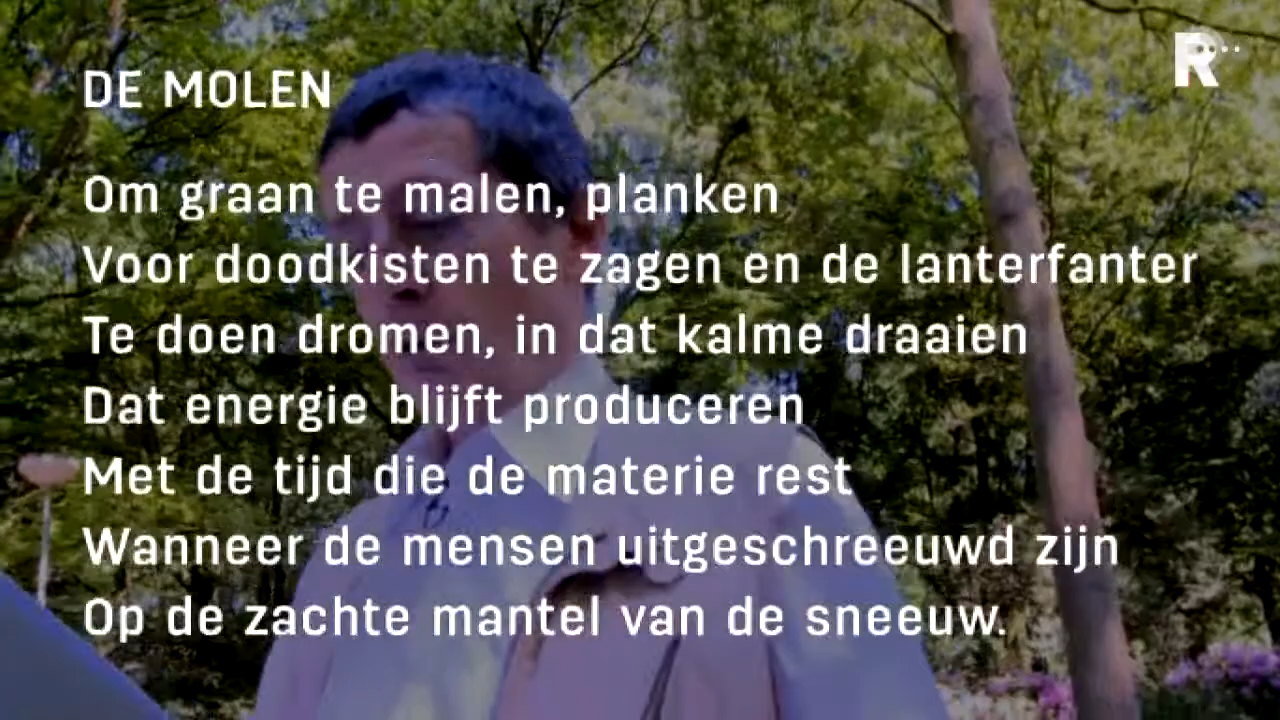 DE MOLEN
Om graan te malen, planken
Voor doodkisten te zagen en de lanterfanter
Te doen dromen, in dat kalme draaien
Dat energie blijft produceren
Met de tijd die de materie rest
Wanneer de mensen uitgeschreeuwd zijn
Op de zachte mantel van de sneeuw.
R